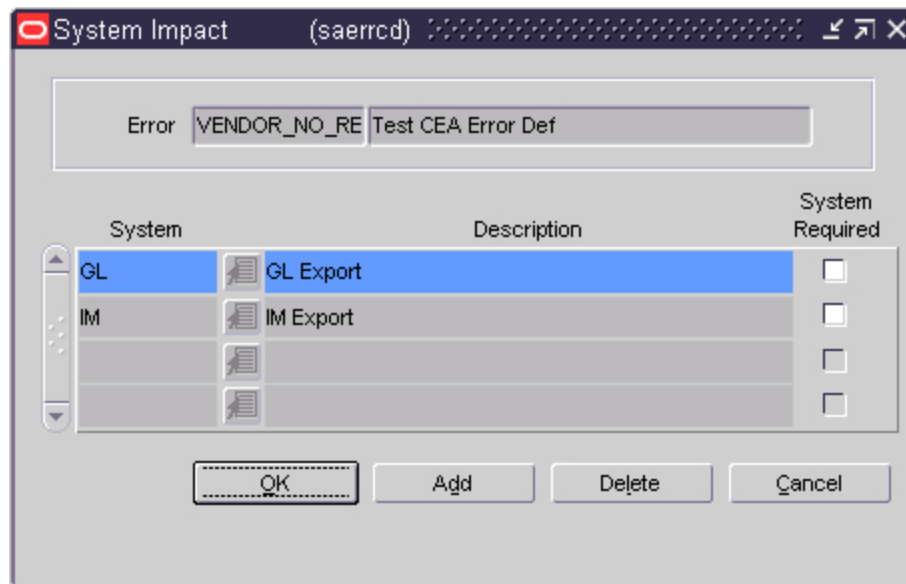 System Impact (saerrcd)
Error VENDOR_NO_RE Test CEA Error Def
System Description System Required
GL GL Export
IM IM Export
OK Add Delete Cancel